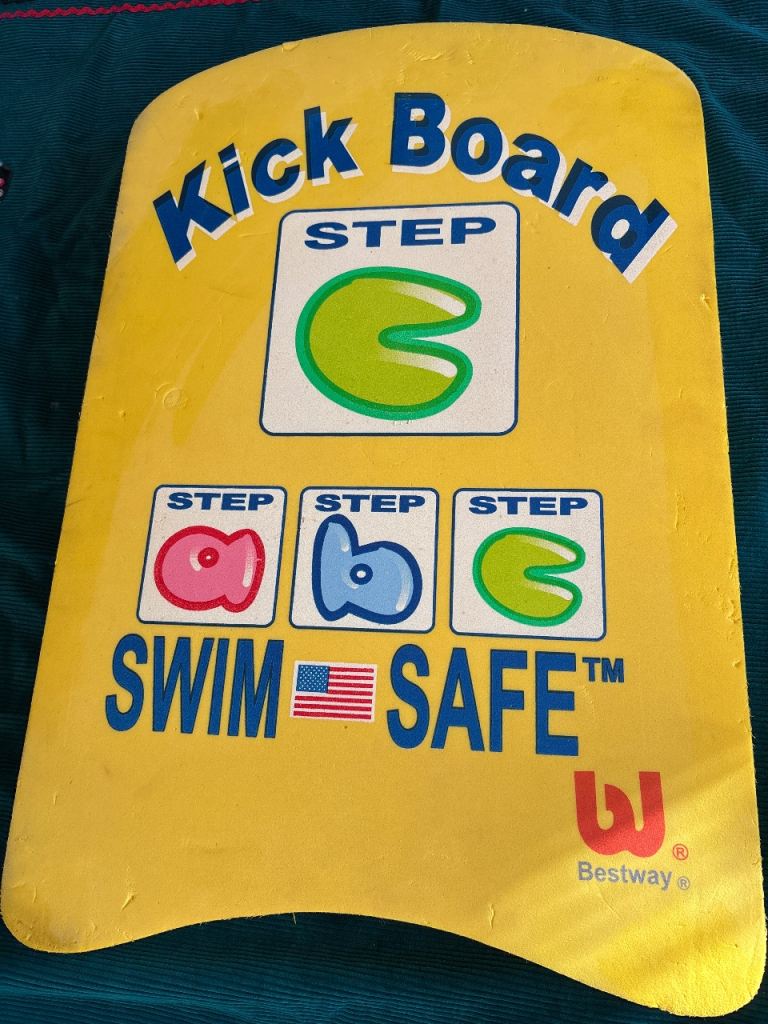 Kick Board
STEP
c
STEP STEP STEP
a b c
SWIM SAFE™
®
Bestway®